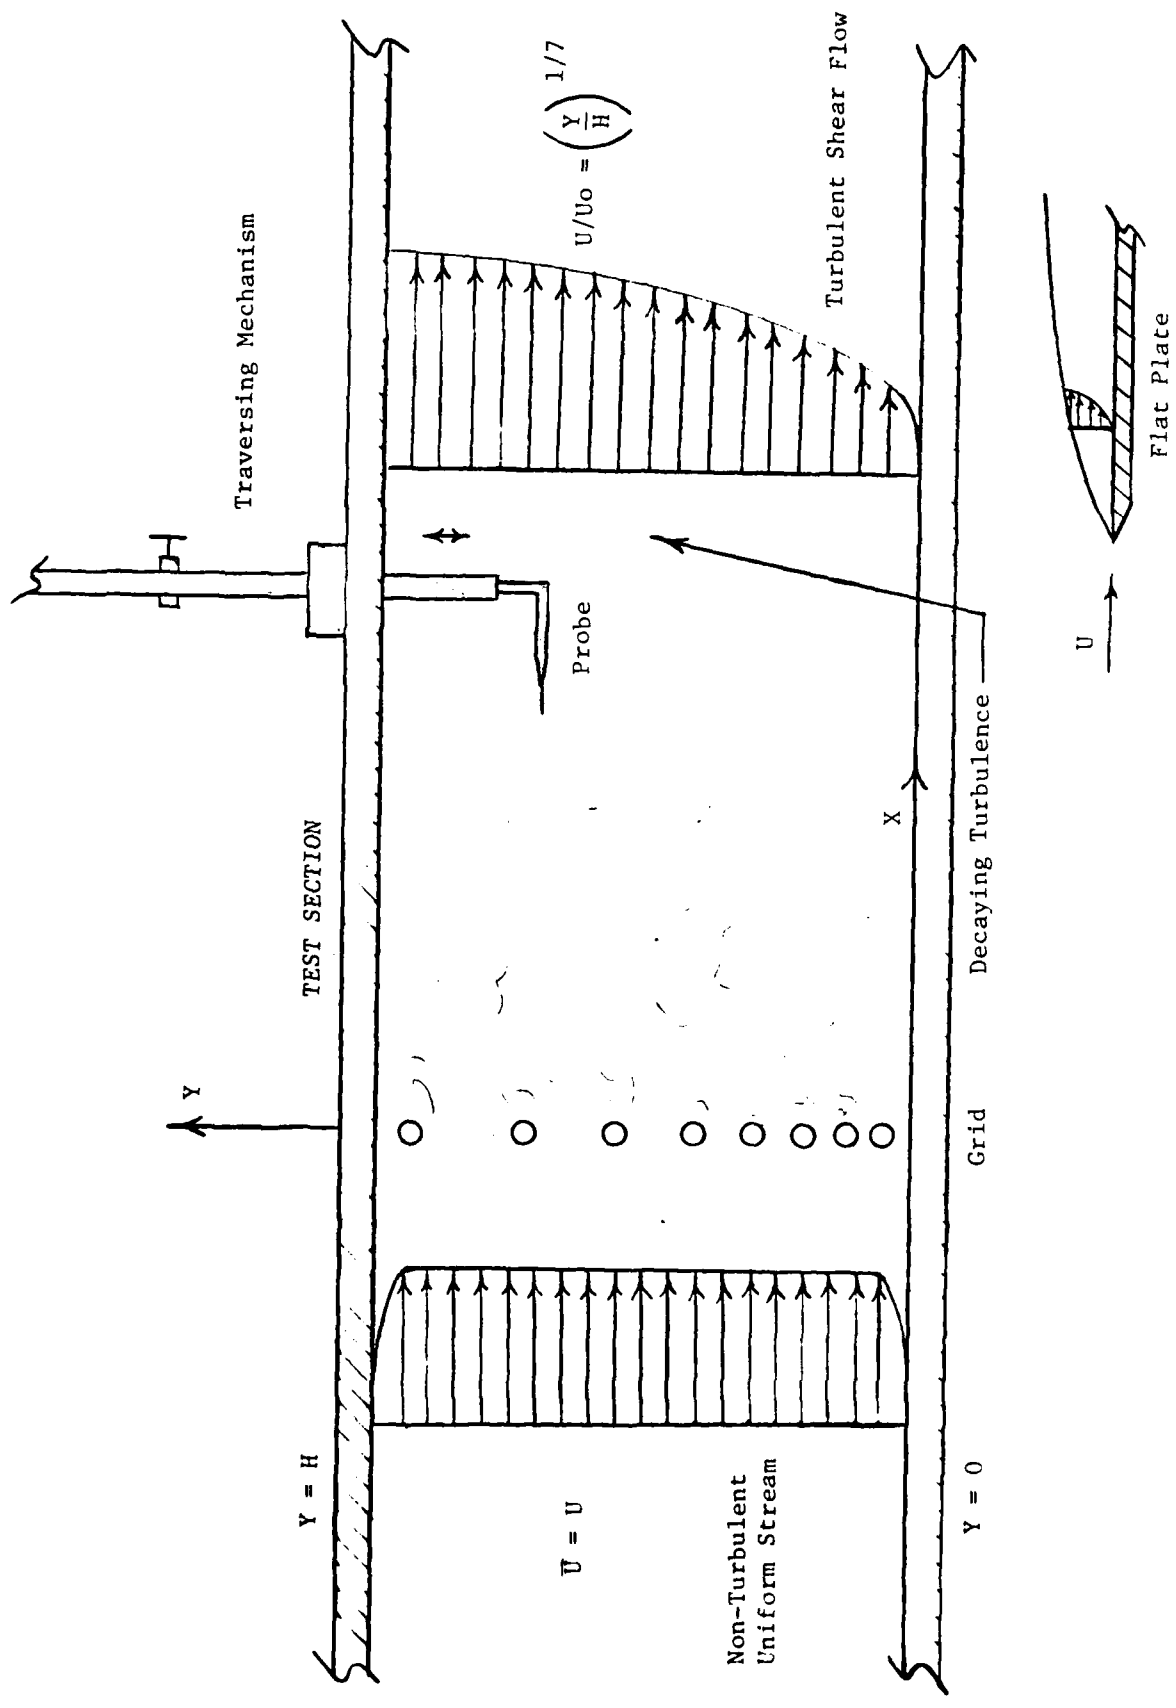 Y
Traversing Mechanism
TEST SECTION
Y = H
Probe
U/Uo = (Y/H)^1/7
U̅ = U
Non-Turbulent
Uniform Stream
Turbulent Shear Flow
X
Y = 0
Grid
Decaying Turbulence
U
Flat Plate